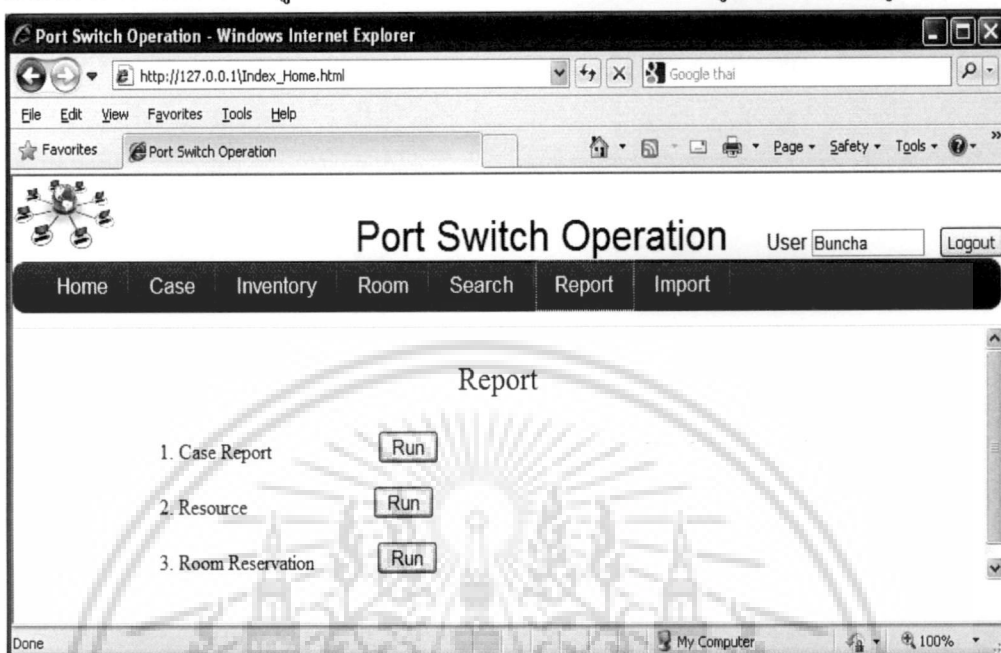 Port Switch Operation - Windows Internet Explorer
http://127.0.0.1\Index_Home.html
Google thai
File Edit View Favorites Tools Help
Favorites Port Switch Operation Page Safety Tools
Port Switch Operation User Buncha Logout
Home Case Inventory Room Search Report Import
Report
1. Case Report Run
2. Resource Run
3. Room Reservation Run
Done My Computer 100%